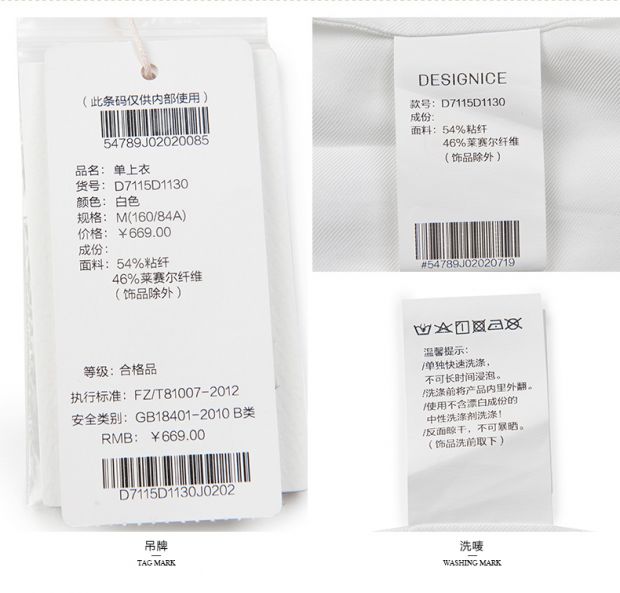 （此条码仅供内部使用）
54789J02020085
品名：单上衣
货号：D7115D1130
颜色：白色
规格：M(160/84A)
价格：￥669.00
成份：
面料：54%粘纤
46%莱赛尔纤维
（饰品除外）
等级：合格品
执行标准：FZ/T81007-2012
安全类别：GB18401-2010 B类
RMB：￥669.00
D7115D1130J0202
吊牌
TAG MARK
DESIGNICE
款号：D7115D1130
成份：
面料：54%粘纤
46%莱赛尔纤维
（饰品除外）
#54789J02020719
温馨提示：
/单独快速洗涤，
不可长时间浸泡。
/洗涤前将产品内里外翻。
/使用不含漂白成份的
中性洗涤剂洗涤！
/反面晾干，不可暴晒。
（饰品洗前取下）
洗唛
WASHING MARK